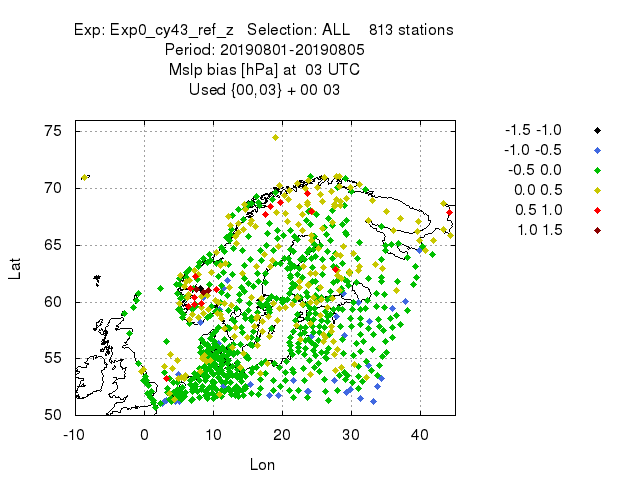 Exp: Exp0_cy43_ref_z   Selection: ALL    813 stations
Period: 20190801-20190805
Mslp bias [hPa] at  03 UTC
Used {00,03} + 00 03
75
70
65
60
55
50
Lat
-10 0 10 20 30 40
Lon
-1.5 -1.0
-1.0 -0.5
-0.5 0.0
0.0 0.5
0.5 1.0
1.0 1.5